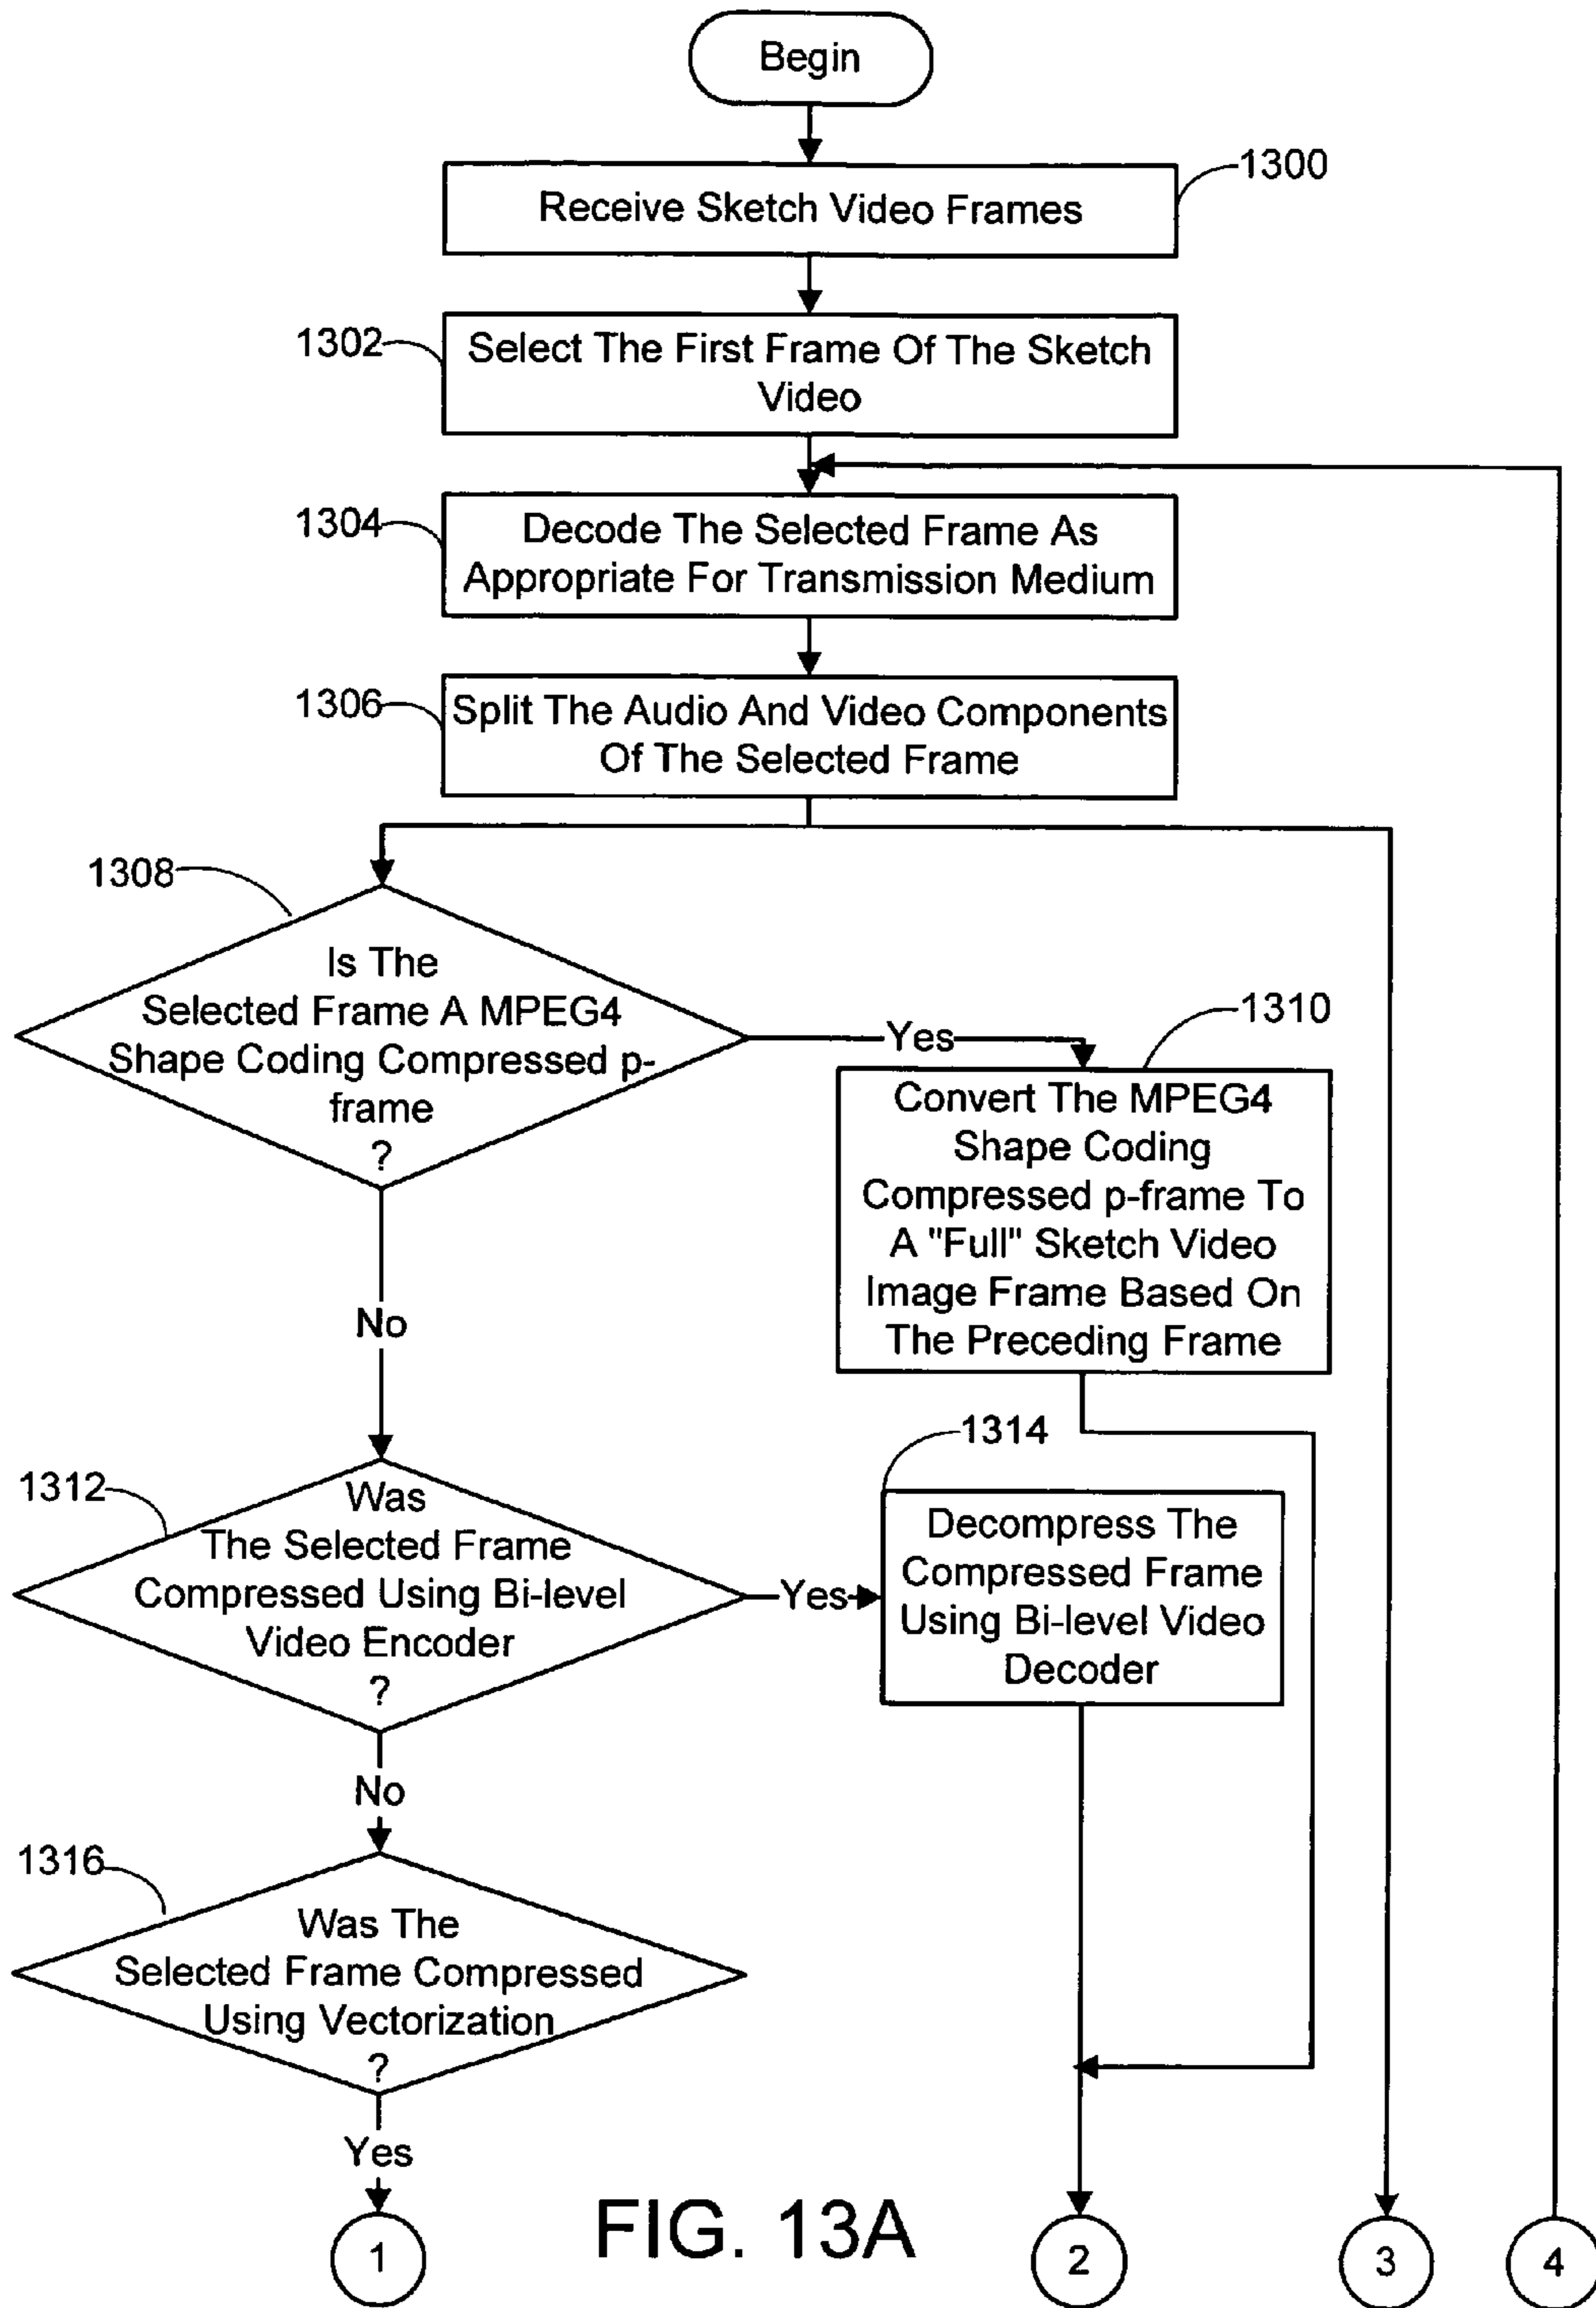 Begin
1300
Receive Sketch Video Frames
1302
Select The First Frame Of The Sketch
Video
1304
Decode The Selected Frame As
Appropriate For Transmission Medium
1306
Split The Audio And Video Components
Of The Selected Frame
1308
Is The
Selected Frame A MPEG4
Shape Coding Compressed p-
frame
?
Yes
1310
Convert The MPEG4
Shape Coding
Compressed p-frame To
A "Full" Sketch Video
Image Frame Based On
The Preceding Frame
No
1312
Was
The Selected Frame
Compressed Using Bi-level
Video Encoder
?
Yes
1314
Decompress The
Compressed Frame
Using Bi-level Video
Decoder
No
1316
Was The
Selected Frame Compressed
Using Vectorization
?
Yes
1
FIG. 13A
2
3
4